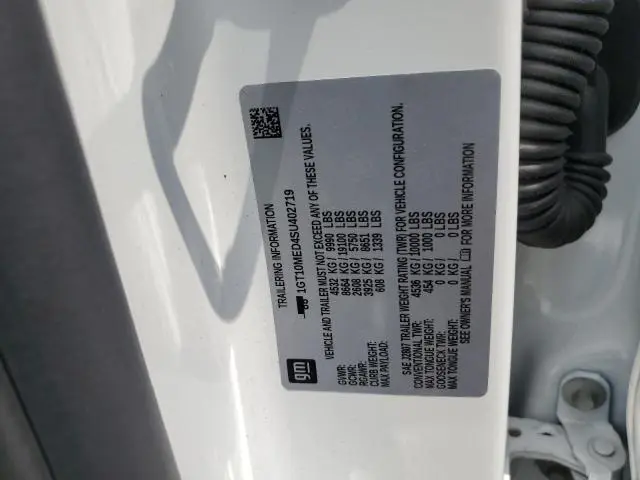 TRAILERING INFORMATION
1GT10MED4SU402719
VEHICLE AND TRAILER MUST NOT EXCEED ANY OF THESE VALUES.
GVWR: 4532 KG / 9990 LBS
GCWR: 8664 KG / 19100 LBS
RGAWR: 2608 KG / 5750 LBS
CURB WEIGHT: 3925 KG / 8651 LBS
MAX PAYLOAD: 608 KG / 1339 LBS
gm
SAE J2807 TRAILER WEIGHT RATING (TWR) FOR VEHICLE CONFIGURATION.
CONVENTIONAL TWR: 4536 KG / 10000 LBS
MAX TONGUE WEIGHT: 454 KG / 1000 LBS
GOOSENECK TWR: 0 KG / 0 LBS
MAX TONGUE WEIGHT: 0 KG / 0 LBS
SEE OWNER'S MANUAL FOR MORE INFORMATION